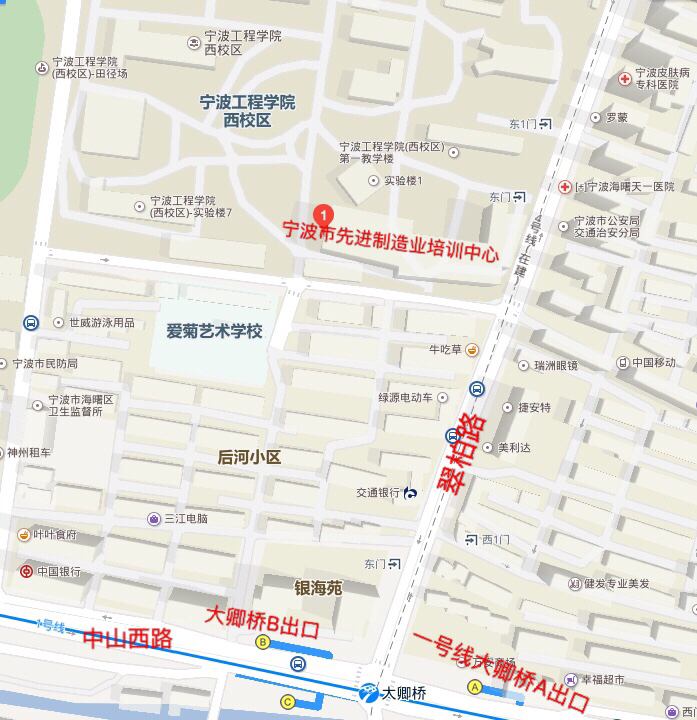 宁波工程学院
西校区
宁波工程学院
(西校区)-田径场
宁波皮肤病
专科医院
宁波工程学院
西校区
罗蒙
东1门
宁波工程学院(西校区)
第一教学楼
实验楼1
宁波海曙天一医院
东门
宁波工程学院
(西校区)-实验楼7
1
宁波市公安局
交通治安分局
宁波市先进制造业培训中心
4号线(在建)
世威游泳用品
爱菊艺术学校
牛吃草
宁波市民防局
瑞洲眼镜
中国移动
绿源电动车
宁波市海曙区
卫生监督所
捷安特
翠柏路
美利达
神州租车
后河小区
交通银行
三江电脑
叶叶食府
西1门
东门
中国银行
银海苑
健发专业美发
1号线
中山西路
大卿桥B出口
B
一号线大卿桥A出口
幸福超市
大卿桥
A
C